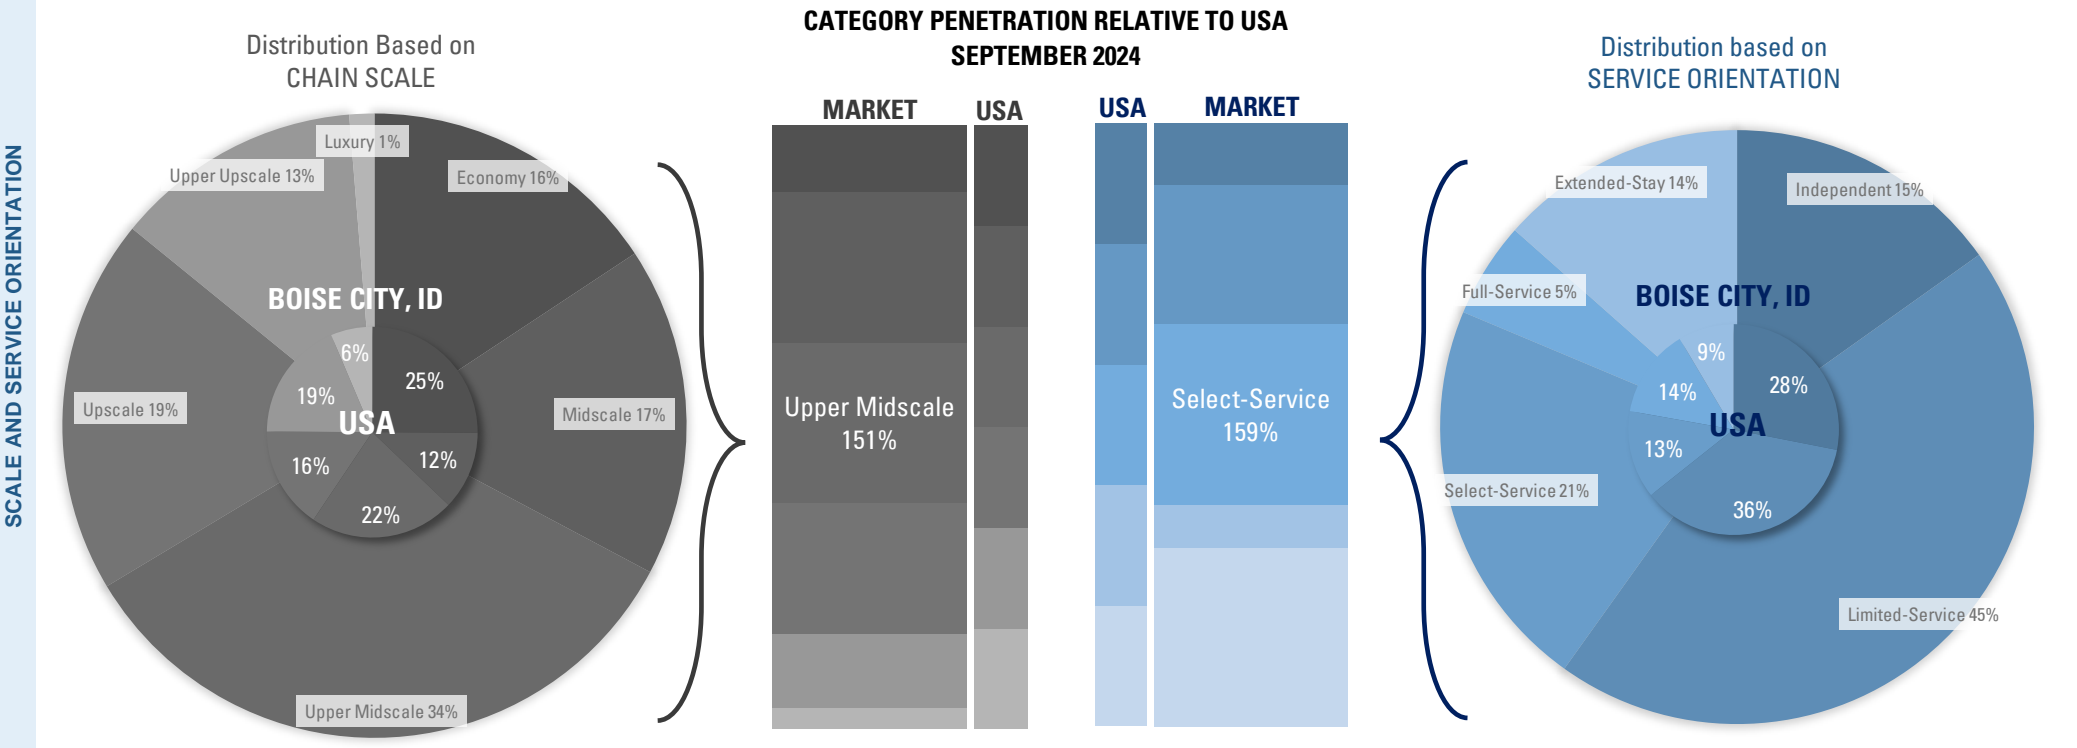 SCALE AND SERVICE ORIENTATION
Distribution Based on
CHAIN SCALE
Luxury 1%
Upper Upscale 13%
Economy 16%
BOISE CITY, ID
6%
25%
19%
USA
Upscale 19%
Midscale 17%
16%
12%
22%
Upper Midscale 34%
CATEGORY PENETRATION RELATIVE TO USA
SEPTEMBER 2024
MARKET
USA
Upper Midscale
151%
USA
MARKET
Select-Service
159%
Distribution based on
SERVICE ORIENTATION
Extended-Stay 14%
Independent 15%
Full-Service 5%
BOISE CITY, ID
9%
28%
14%
USA
13%
Select-Service 21%
36%
Limited-Service 45%